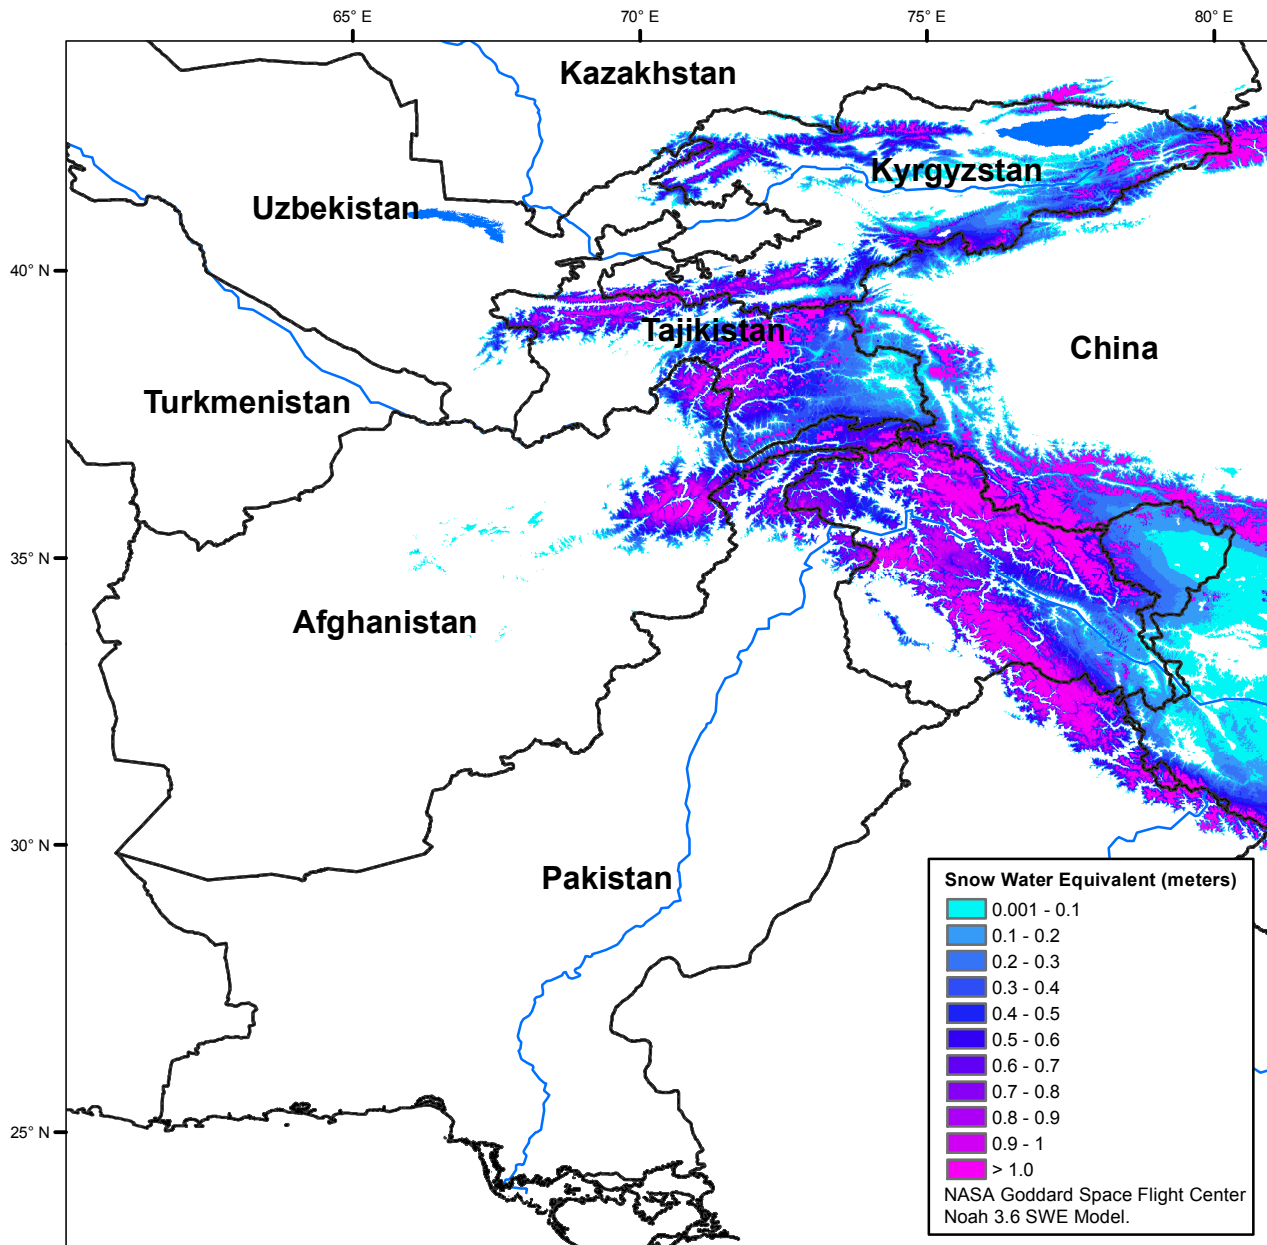 65° E
70° E
75° E
80° E
Kazakhstan
Kyrgyzstan
Uzbekistan
40° N
Tajikistan
China
Turkmenistan
35° N
Afghanistan
30° N
Pakistan
Snow Water Equivalent (meters)
0.001 - 0.1
0.1 - 0.2
0.2 - 0.3
0.3 - 0.4
0.4 - 0.5
0.5 - 0.6
0.6 - 0.7
0.7 - 0.8
0.8 - 0.9
0.9 - 1
> 1.0
NASA Goddard Space Flight Center
Noah 3.6 SWE Model.
25° N